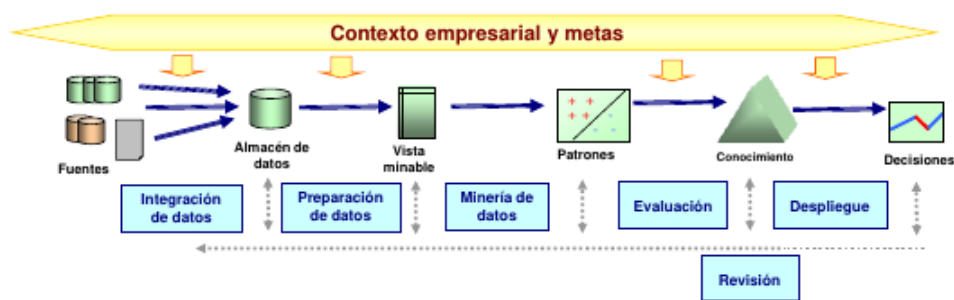 Contexto empresarial y metas
Fuentes
Almacén de
datos
Vista
minable
Patrones
Conocimiento
Decisiones
Integración
de datos
Preparación
de datos
Minería de
datos
Evaluación
Despliegue
Revisión